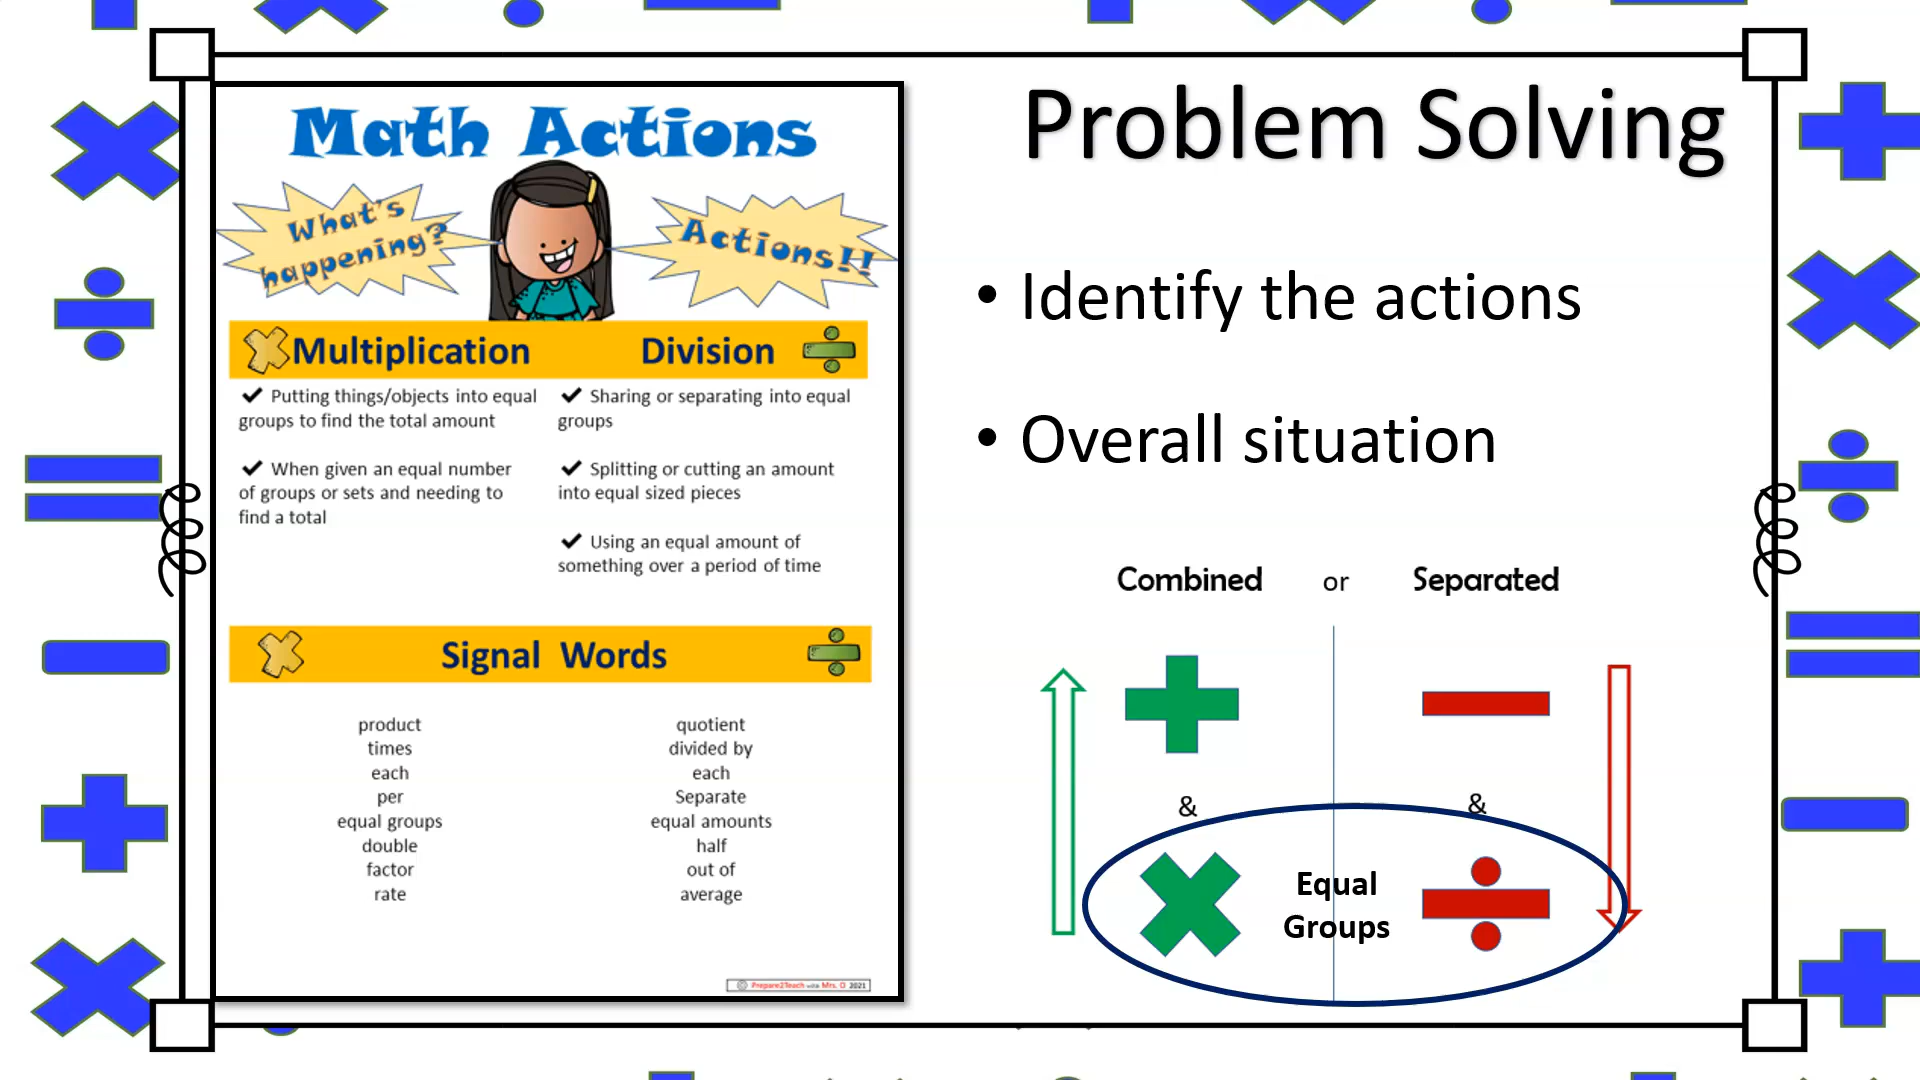 Math Actions
What's
happening?
Actions!!
Multiplication
Division
✔ Putting things/objects into equal
groups to find the total amount
✔ When given an equal number
of groups or sets and needing to
find a total
✔ Sharing or separating into equal
groups
✔ Splitting or cutting an amount
into equal sized pieces
✔ Using an equal amount of
something over a period of time
Signal Words
product
times
each
per
equal groups
double
factor
rate
quotient
divided by
each
Separate
equal amounts
half
out of
average
© Prepare2Teach with Mrs. O 2021
Problem Solving
• Identify the actions
• Overall situation
Combined or Separated
& &
Equal
Groups